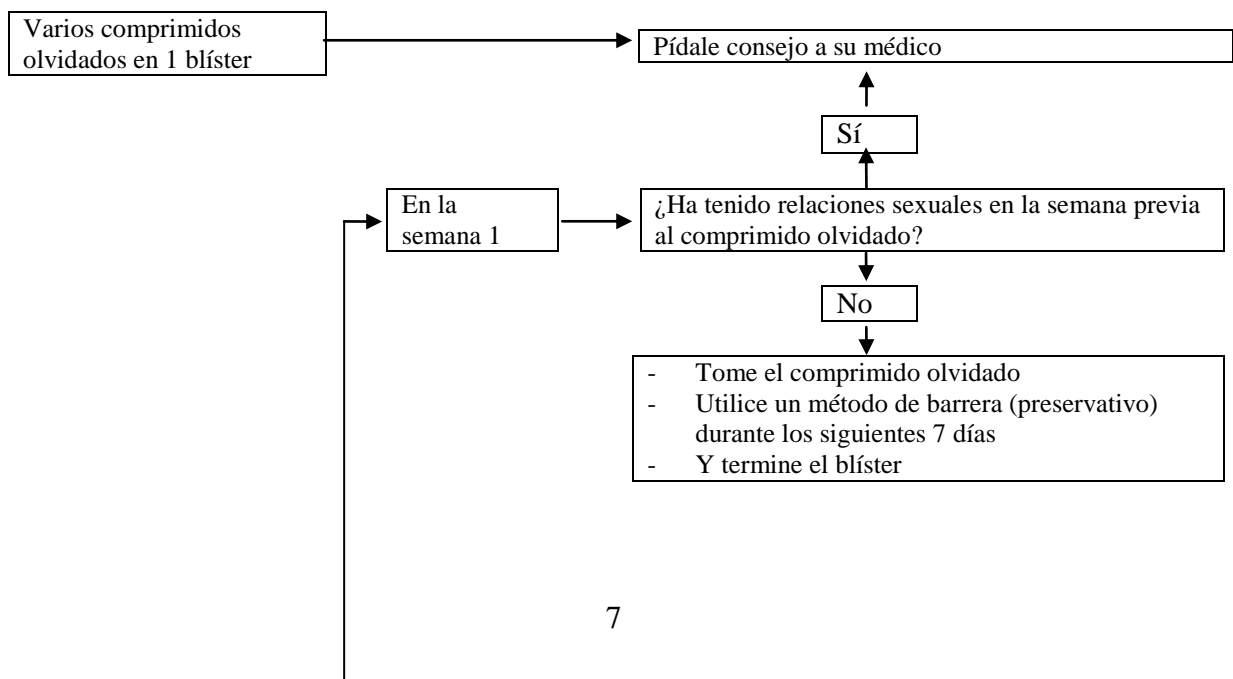 Varios comprimidos
olvidados en 1 blíster
Pídale consejo a su médico
Sí
En la
semana 1
¿Ha tenido relaciones sexuales en la semana previa
al comprimido olvidado?
No
- Tome el comprimido olvidado
- Utilice un método de barrera (preservativo)
durante los siguientes 7 días
- Y termine el blíster
7